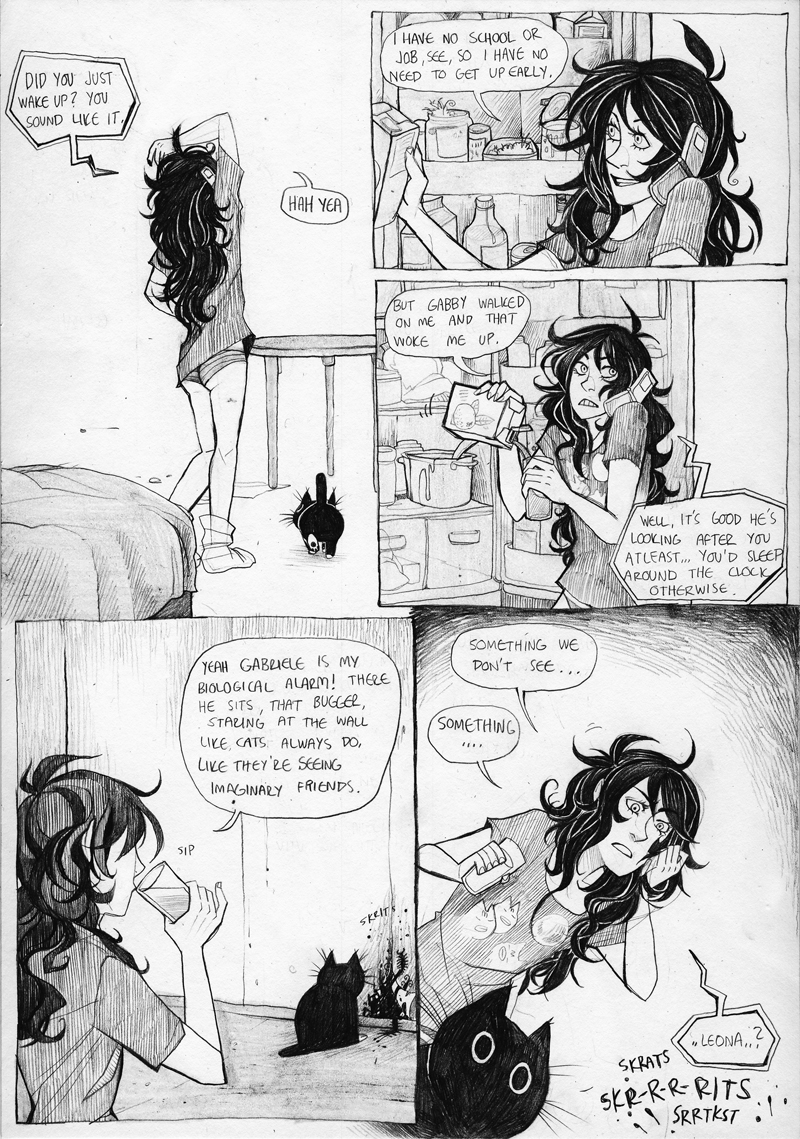 DID YOU JUST
WAKE UP? YOU
SOUND LIKE IT.
HAH YEA
I HAVE NO SCHOOL OR
JOB, SEE, SO I HAVE NO
NEED TO GET UP EARLY.
BUT GABBY WALKED
ON ME AND THAT
WOKE ME UP.
WELL, IT'S GOOD HE'S
LOOKING AFTER YOU
ATLEAST... YOU'D SLEEP
AROUND THE CLOCK
OTHERWISE.
YEAH GABRIELE IS MY
BIOLOGICAL ALARM! THERE
HE SITS, THAT BUGGER,
STARING AT THE WALL
LIKE CATS ALWAYS DO,
LIKE THEY'RE SEEING
IMAGINARY FRIENDS.
SIP
SKRITS
SOMETHING WE
DON'T SEE...
SOMETHING
....
„LEONA„?
SKRATS
SKR-R-R-RITS
SRRTKST